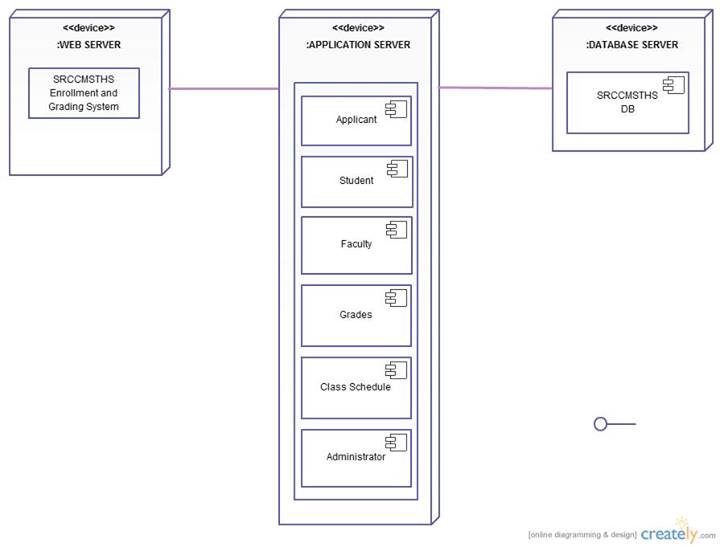 <<device>>
:WEB SERVER
SRCCMSTHS
Enrollment and
Grading System
<<device>>
:APPLICATION SERVER
Applicant
Student
Faculty
Grades
Class Schedule
Administrator
<<device>>
:DATABASE SERVER
SRCCMSTHS
DB
[online diagramming & design] creately.com